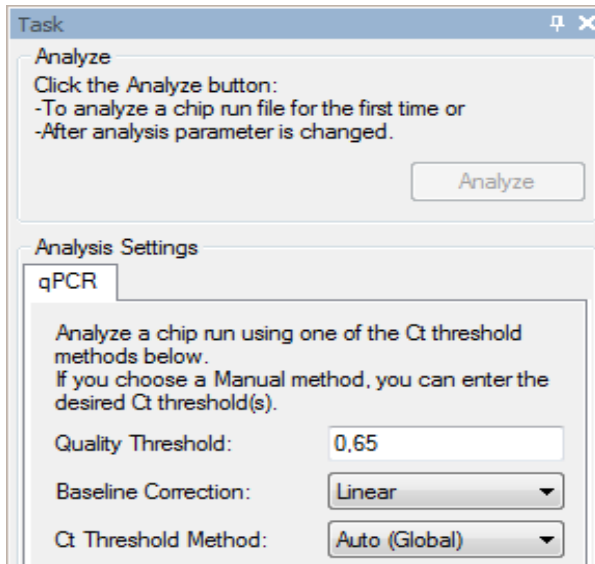 Task
Analyze
Click the Analyze button:
-To analyze a chip run file for the first time or
-After analysis parameter is changed.
Analyze
Analysis Settings
qPCR
Analyze a chip run using one of the Ct threshold
methods below.
If you choose a Manual method, you can enter the
desired Ct threshold(s).
Quality Threshold: 0,65
Baseline Correction: Linear
Ct Threshold Method: Auto (Global)